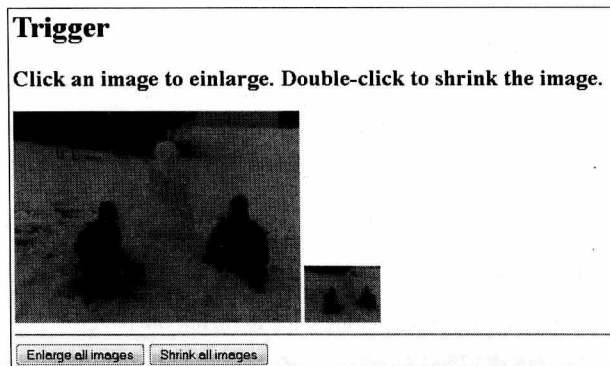 Trigger
Click an image to einlarge. Double-click to shrink the image.
Enlarge all images Shrink all images